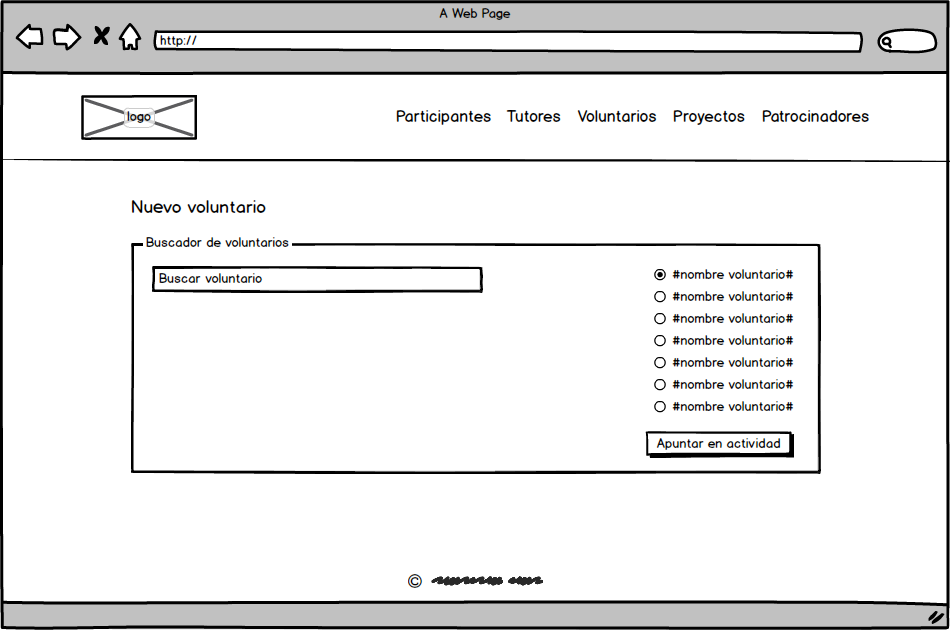 A Web Page
http://
logo
Participantes Tutores Voluntarios Proyectos Patrocinadores
Nuevo voluntario
Buscador de voluntarios
Buscar voluntario
#nombre voluntario#
#nombre voluntario#
#nombre voluntario#
#nombre voluntario#
#nombre voluntario#
#nombre voluntario#
#nombre voluntario#
Apuntar en actividad
©